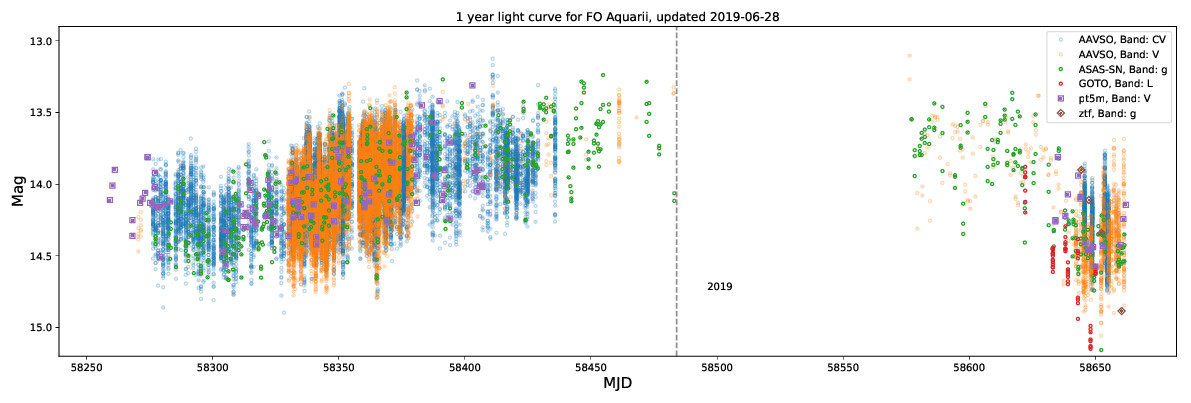 1 year light curve for FO Aquarii, updated 2019-06-28
AAVSO, Band: CV
AAVSO, Band: V
ASAS-SN, Band: g
GOTO, Band: L
pt5m, Band: V
ztf, Band: g
Mag
13.0
13.5
14.0
14.5
15.0
2019
58250
58300
58350
58400
58450
58500
58550
58600
58650
MJD